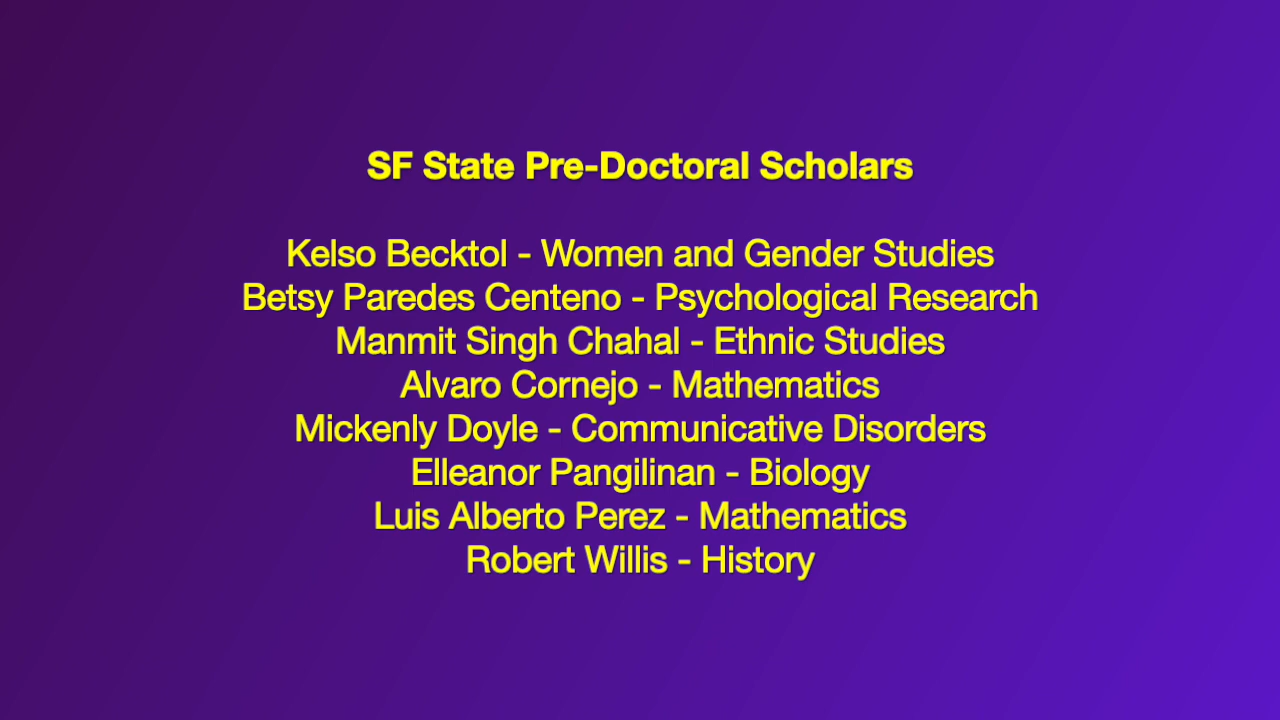 SF State Pre-Doctoral Scholars
Kelso Becktol - Women and Gender Studies
Betsy Paredes Centeno - Psychological Research
Manmit Singh Chahal - Ethnic Studies
Alvaro Cornejo - Mathematics
Mickenly Doyle - Communicative Disorders
Elleanor Pangilinan - Biology
Luis Alberto Perez - Mathematics
Robert Willis - History